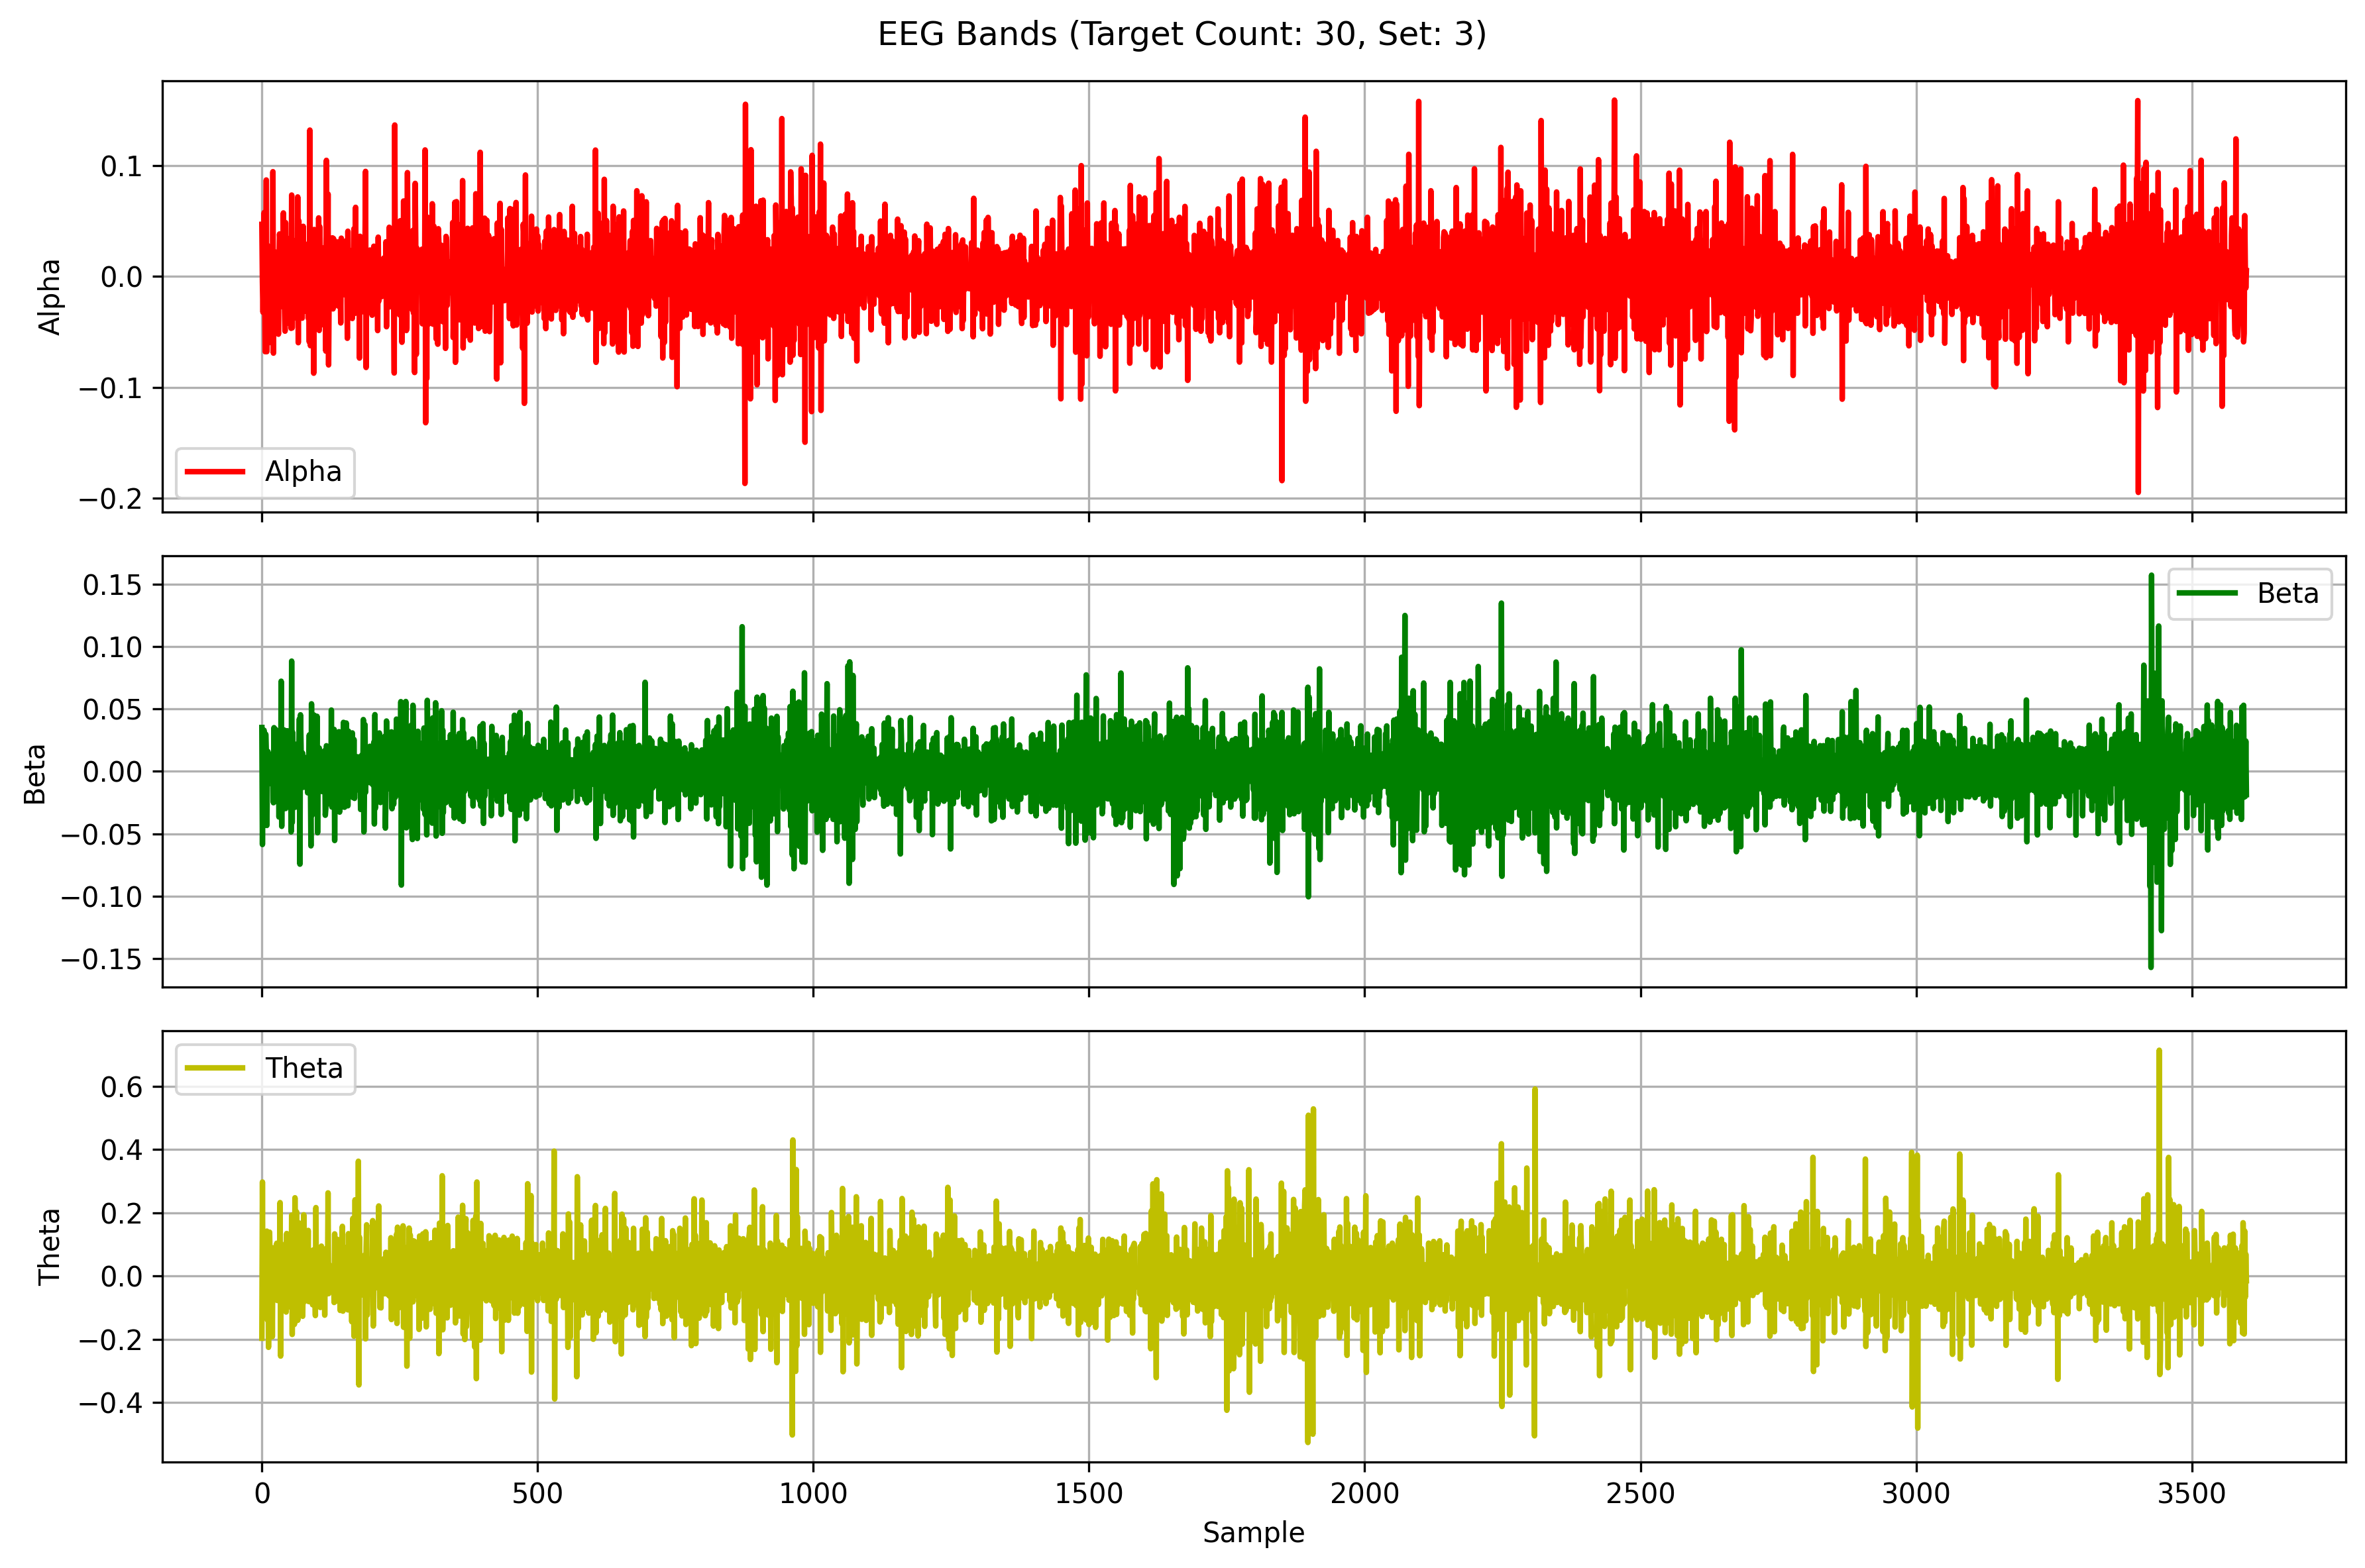 EEG Bands (Target Count: 30, Set: 3)
0.1
0.0
−0.1
−0.2
Alpha
Alpha
0.15
0.10
0.05
0.00
−0.05
−0.10
−0.15
Beta
Beta
0.6
0.4
0.2
0.0
−0.2
−0.4
Theta
Theta
0 500 1000 1500 2000 2500 3000 3500
Sample